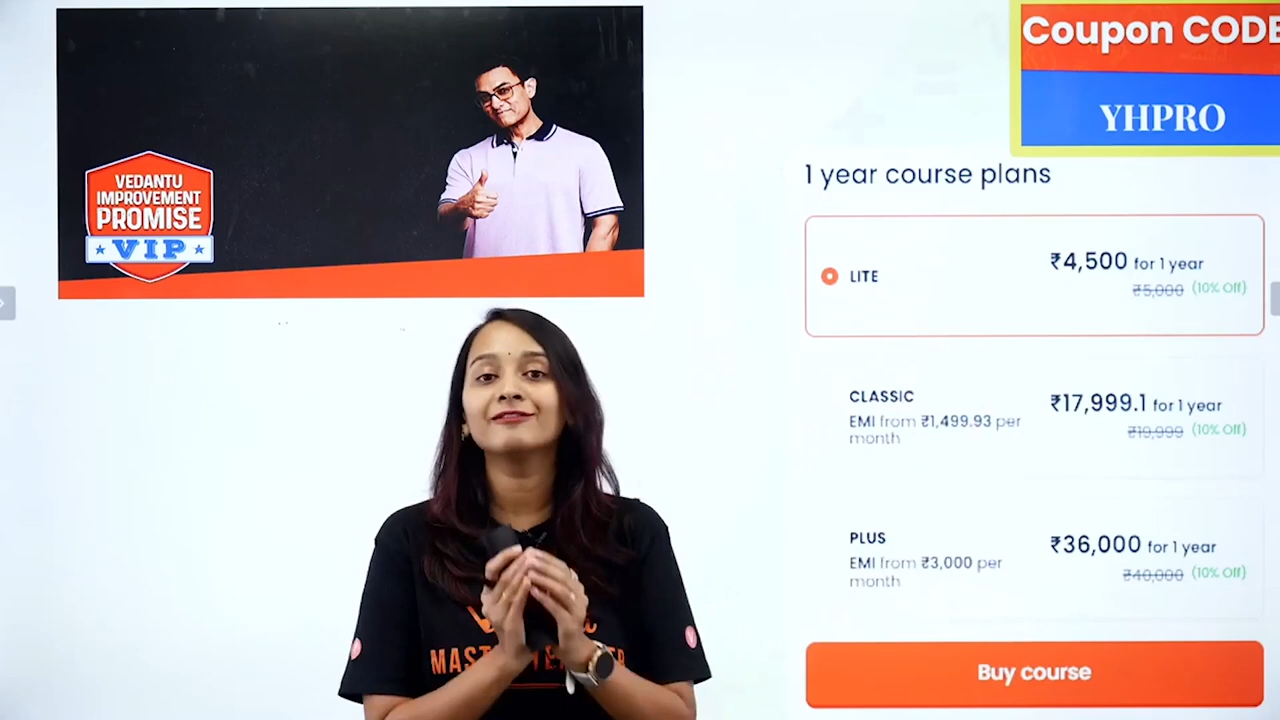 Coupon CODE
YHPRO
VEDANTU
IMPROVEMENT
PROMISE
VIP
1 year course plans
LITE
₹4,500 for 1 year
₹5,000 (10% Off)
CLASSIC
EMI from ₹1,499.93 per
month
₹17,999.1 for 1 year
₹19,999 (10% Off)
PLUS
EMI from ₹3,000 per
month
₹36,000 for 1 year
₹40,000 (10% Off)
Buy course